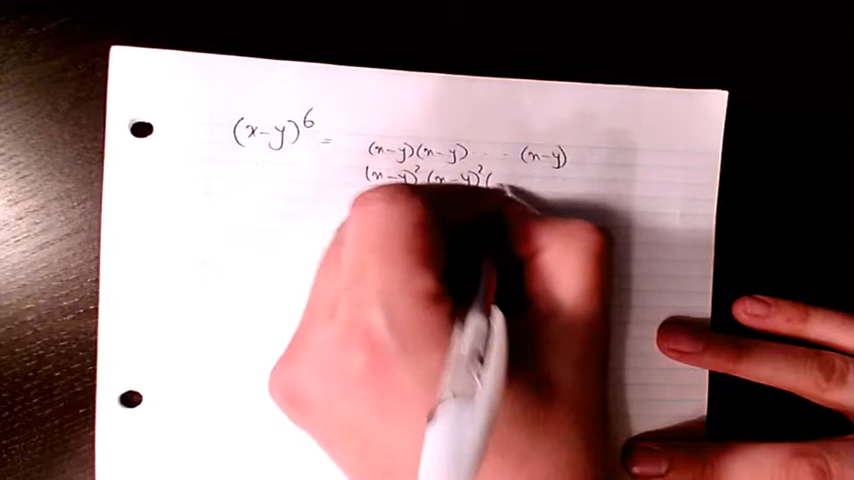 (x-y)^6 = (x-y)(x-y) .. .. (x-y)
(x-y)^2 (x-y)^2 (